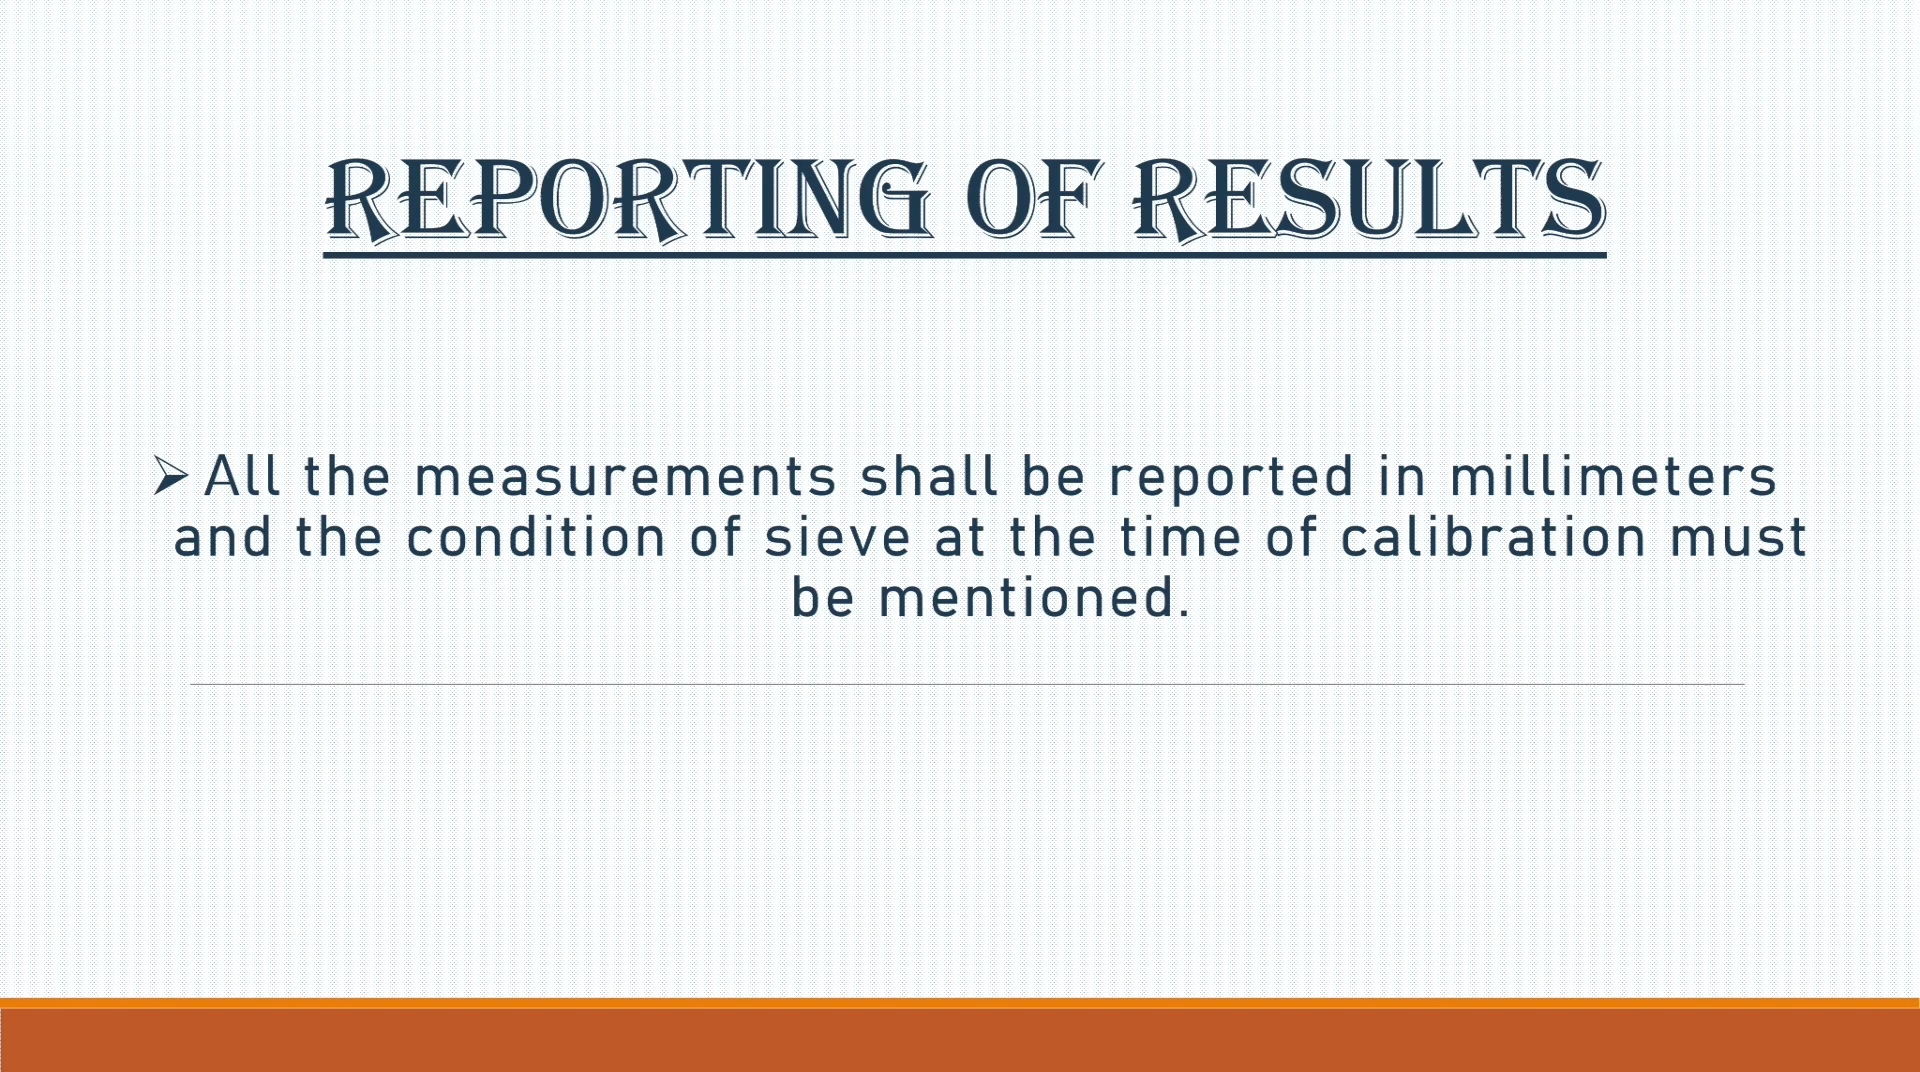 REPORTING OF RESULTS
➢ All the measurements shall be reported in millimeters
and the condition of sieve at the time of calibration must
be mentioned.